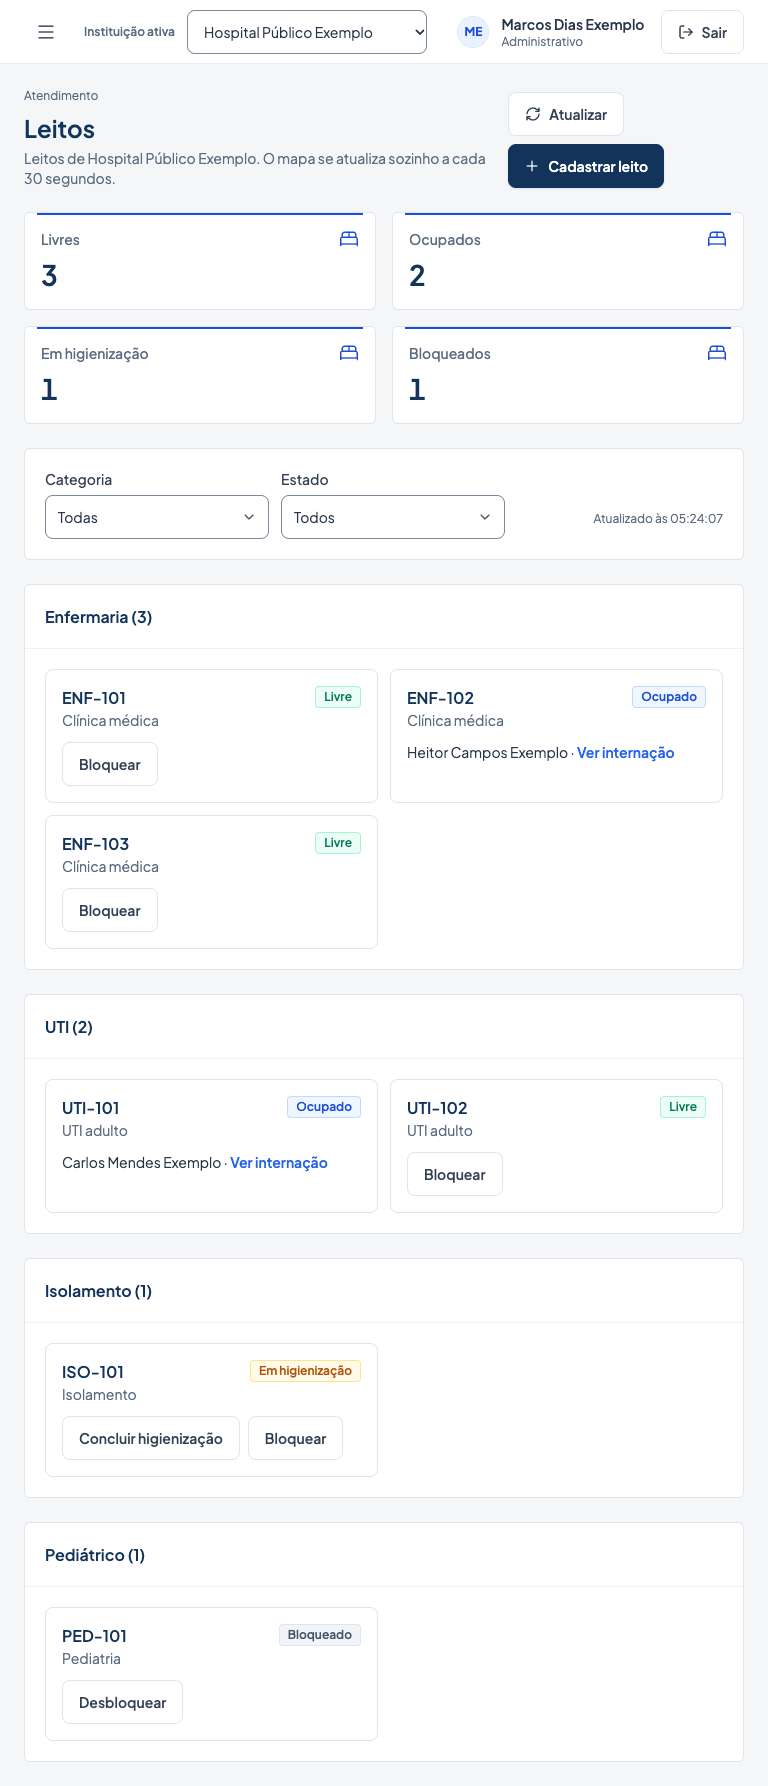 Instituição ativa
Hospital Público Exemplo
ME
Marcos Dias Exemplo
Administrativo
Sair
Atendimento
Leitos
Leitos de Hospital Público Exemplo. O mapa se atualiza sozinho a cada
30 segundos.
Atualizar
Cadastrar leito
Livres
3
Ocupados
2
Em higienização
1
Bloqueados
1
Categoria
Todas
Estado
Todos
Atualizado às 05:24:07
Enfermaria (3)
ENF-101
Livre
Clínica médica
Bloquear
ENF-102
Ocupado
Clínica médica
Heitor Campos Exemplo · Ver internação
ENF-103
Livre
Clínica médica
Bloquear
UTI (2)
UTI-101
Ocupado
UTI adulto
Carlos Mendes Exemplo · Ver internação
UTI-102
Livre
UTI adulto
Bloquear
Isolamento (1)
ISO-101
Em higienização
Isolamento
Concluir higienização
Bloquear
Pediátrico (1)
PED-101
Bloqueado
Pediatria
Desbloquear